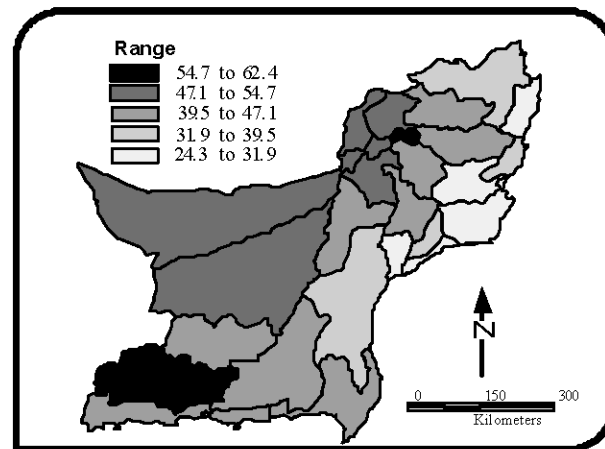 Range
54.7 to 62.4
47.1 to 54.7
39.5 to 47.1
31.9 to 39.5
24.3 to 31.9
N
0 150 300
Kilometers